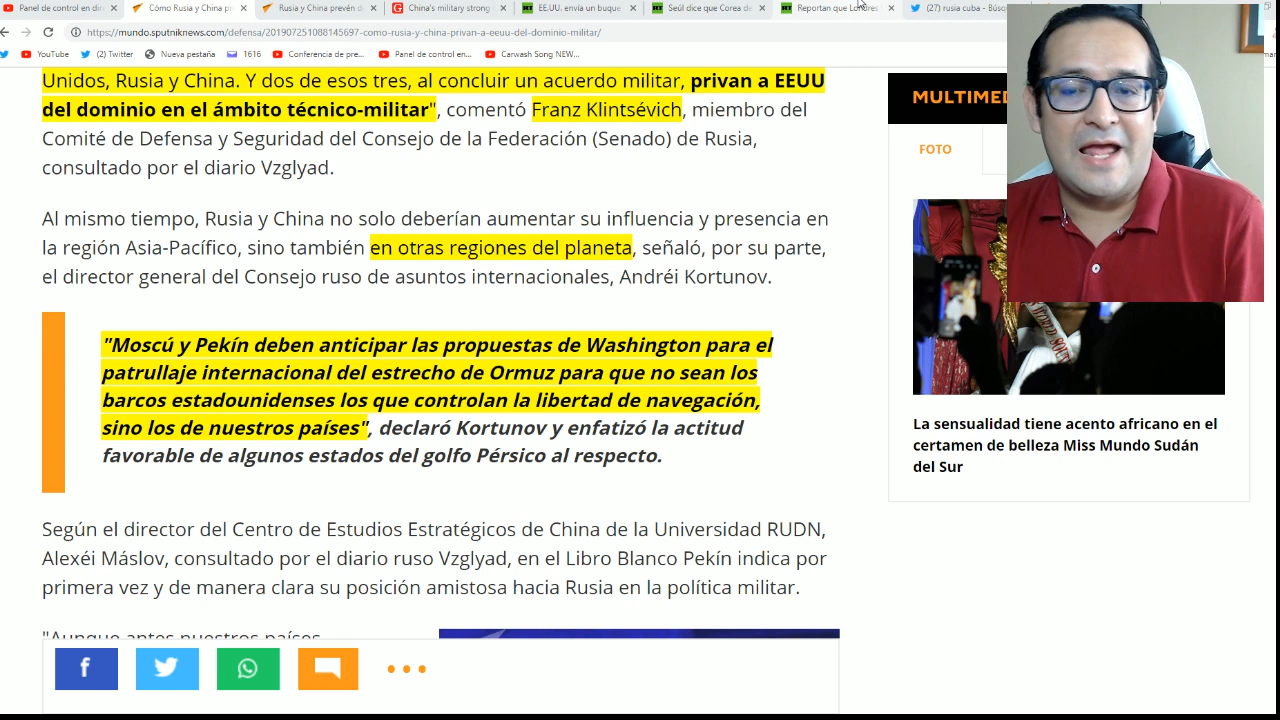 Panel de control en dire
Cómo Rusia y China pr
Rusia y China prevén d
China's military strong
EE.UU. envía un buque
Seúl dice que Corea de
Reportan que Londres
(27) rusia cuba - Búsq
https://mundo.sputniknews.com/defensa/201907251088145697-como-rusia-y-china-privan-a-eeuu-del-dominio-militar/
YouTube
(2) Twitter
Nueva pestaña
1616
Conferencia de pre...
Panel de control en...
Carwash Song NEW...
Unidos, Rusia y China. Y dos de esos tres, al concluir un acuerdo militar, privan a EEUU
del dominio en el ámbito técnico-militar", comentó Franz Klintsévich, miembro del
Comité de Defensa y Seguridad del Consejo de la Federación (Senado) de Rusia,
consultado por el diario Vzglyad.
Al mismo tiempo, Rusia y China no solo deberían aumentar su influencia y presencia en
la región Asia-Pacífico, sino también en otras regiones del planeta, señaló, por su parte,
el director general del Consejo ruso de asuntos internacionales, Andréi Kortunov.
"Moscú y Pekín deben anticipar las propuestas de Washington para el
patrullaje internacional del estrecho de Ormuz para que no sean los
barcos estadounidenses los que controlan la libertad de navegación,
sino los de nuestros países", declaró Kortunov y enfatizó la actitud
favorable de algunos estados del golfo Pérsico al respecto.
Según el director del Centro de Estudios Estratégicos de China de la Universidad RUDN,
Alexéi Máslov, consultado por el diario ruso Vzglyad, en el Libro Blanco Pekín indica por
primera vez y de manera clara su posición amistosa hacia Rusia en la política militar.
"Aunque antes nuestros países
MULTIMED
FOTO
La sensualidad tiene acento africano en el
certamen de belleza Miss Mundo Sudán
del Sur